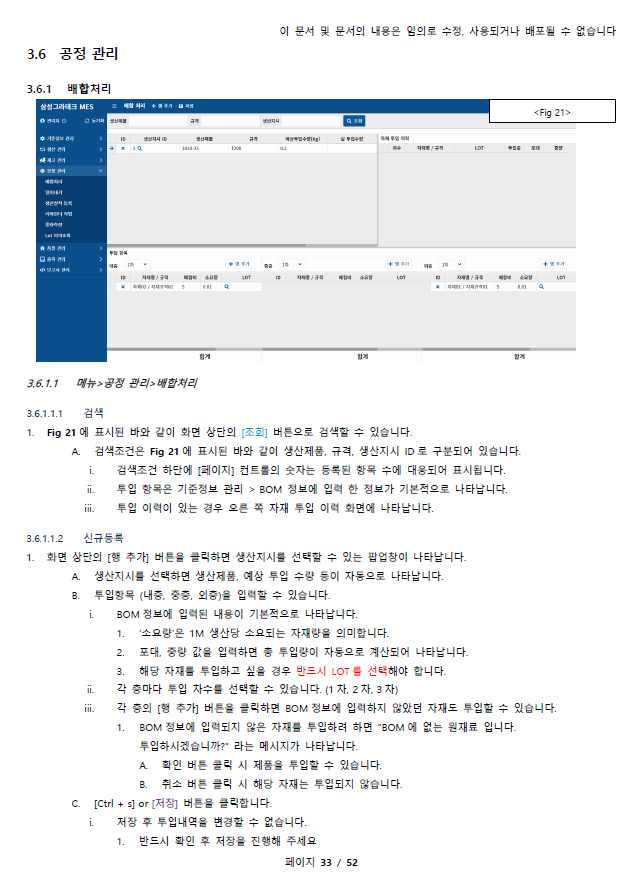 이 문서 및 문서의 내용은 임의로 수정, 사용되거나 배포될 수 없습니다
3.6 공정 관리
3.6.1 배합처리
삼성그라테크 MES
≡ 배합 처리 + 행 추가 저장
<Fig 21>
관리자 동기화
생산제품 규격 생산지시 조회
기준정보 관리
생산 관리
재고 관리
공정 관리
배합처리
생산실적 등록
중량측정
Lot 이력조회
품질 관리
출하 관리
보고서 관리
ID 생산지시 ID 생산제품 규격 예상투입수량(Kg) 실 투입수량
1 2010-23 1200 0.2
자재 투입 이력
차수 자재명 / 규격 LOT 투입층 포대 중량
투입 항목
내층 1차 + 행 추가 중층 1차 + 행 추가 외층 1차 + 행 추가
ID 자재명 / 규격 배합비 소요량 LOT ID 자재명 / 규격 배합비 소요량 LOT ID 자재명 / 규격 배합비 소요량 LOT
자재02 / 자재규격02 5 0.01 자재01 / 자재규격01 5 0.01
합계 합계 합계
3.6.1.1 메뉴>공정 관리>배합처리
3.6.1.1.1 검색
1. Fig 21 에 표시된 바와 같이 화면 상단의 [조회] 버튼으로 검색할 수 있습니다.
A. 검색조건은 Fig 21 에 표시된 바와 같이 생산제품, 규격, 생산지시 ID 로 구분되어 있습니다.
i. 검색조건 하단에 [페이지] 컨트롤의 숫자는 등록된 항목 수에 대응되어 표시됩니다.
ii. 투입 항목은 기준정보 관리 > BOM 정보에 입력 한 정보가 기본적으로 나타납니다.
iii. 투입 이력이 있는 경우 오른 쪽 자재 투입 이력 화면에 나타납니다.
3.6.1.1.2 신규등록
1. 화면 상단의 [행 추가] 버튼을 클릭하면 생산지시를 선택할 수 있는 팝업창이 나타납니다.
A. 생산지시를 선택하면 생산제품, 예상 투입 수량 등이 자동으로 나타납니다.
B. 투입항목 (내층, 중층, 외층)을 입력할 수 있습니다.
i. BOM 정보에 입력된 내용이 기본적으로 나타납니다.
1. '소요량'은 1M 생산당 소요되는 자재량을 의미합니다.
2. 포대, 중량 값을 입력하면 총 투입량이 자동으로 계산되어 나타납니다.
3. 해당 자재를 투입하고 싶을 경우 반드시 LOT 를 선택해야 합니다.
ii. 각 층마다 투입 차수를 선택할 수 있습니다. (1 차, 2 차, 3 차)
iii. 각 층의 [행 추가] 버튼을 클릭하면 BOM 정보에 입력하지 않았던 자재도 투입할 수 있습니다.
1. BOM 정보에 입력되지 않은 자재를 투입하려 하면 "BOM 에 없는 원재료 입니다.
투입하시겠습니까?" 라는 메시지가 나타납니다.
A. 확인 버튼 클릭 시 제품을 투입할 수 있습니다.
B. 취소 버튼 클릭 시 해당 자재는 투입되지 않습니다.
C. [Ctrl + s] or [저장] 버튼을 클릭합니다.
i. 저장 후 투입내역을 변경할 수 없습니다.
1. 반드시 확인 후 저장을 진행해 주세요
페이지 33 / 52